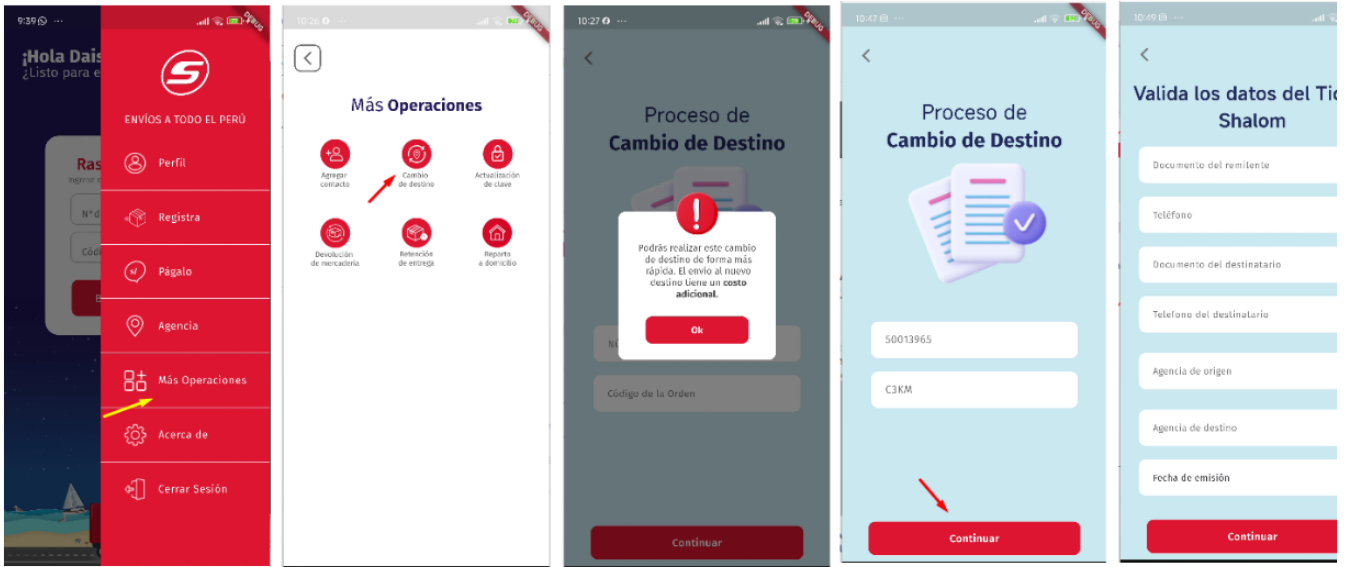 9:39
DEBUG
¡Hola Dais
¿Listo para e
Ras
N° d
Códi
B
S
ENVÍOS A TODO EL PERÚ
Perfil
Registra
Págalo
Agencia
Más Operaciones
Acerca de
Cerrar Sesión
10:26
DEBUG
Más Operaciones
Agregar
contacto
Cambio
de destino
Actualización
de clave
Devolución
de mercadería
Retención
de entrega
Reparto
a domicilio
10:27
DEBUG
Proceso de
Cambio de Destino
Podrás realizar este cambio
de destino de forma más
rápida. El envío al nuevo
destino tiene un costo
adicional.
Ok
Código de la Orden
Continuar
10:47
DEBUG
Proceso de
Cambio de Destino
50013965
C3KM
Continuar
10:49
Valida los datos del Tic
Shalom
Documento del remitente
Teléfono
Documento del destinatario
Telefono del destinatario
Agencia de origen
Agencia de destino
Fecha de emisión
Continuar